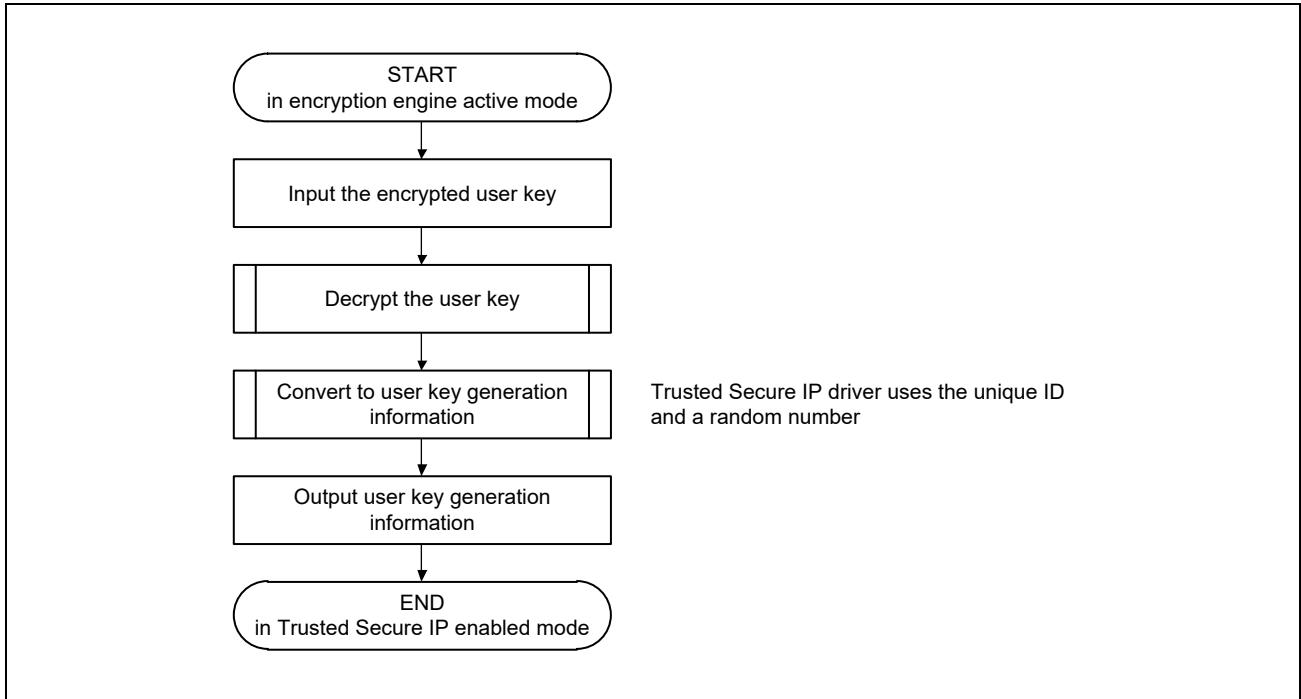 START
in encryption engine active mode
Input the encrypted user key
Decrypt the user key
Convert to user key generation
information
Trusted Secure IP driver uses the unique ID
and a random number
Output user key generation
information
END
in Trusted Secure IP enabled mode